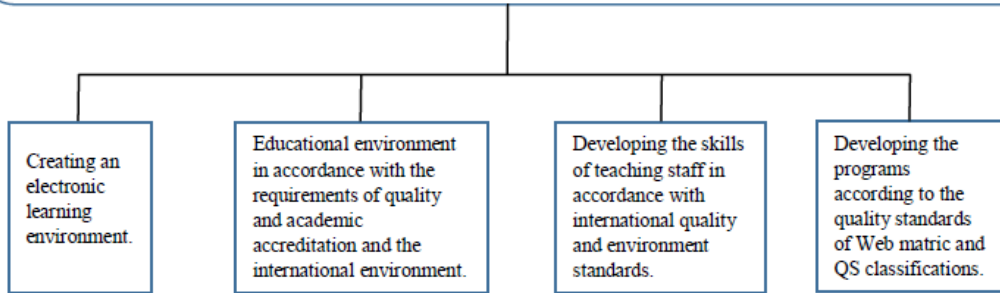 Creating an
electronic
learning
environment.
Educational environment
in accordance with the
requirements of quality
and academic
accreditation and the
international environment.
Developing the skills
of teaching staff in
accordance with
international quality
and environment
standards.
Developing the
programs
according to the
quality standards
of Web matric and
QS classifications.